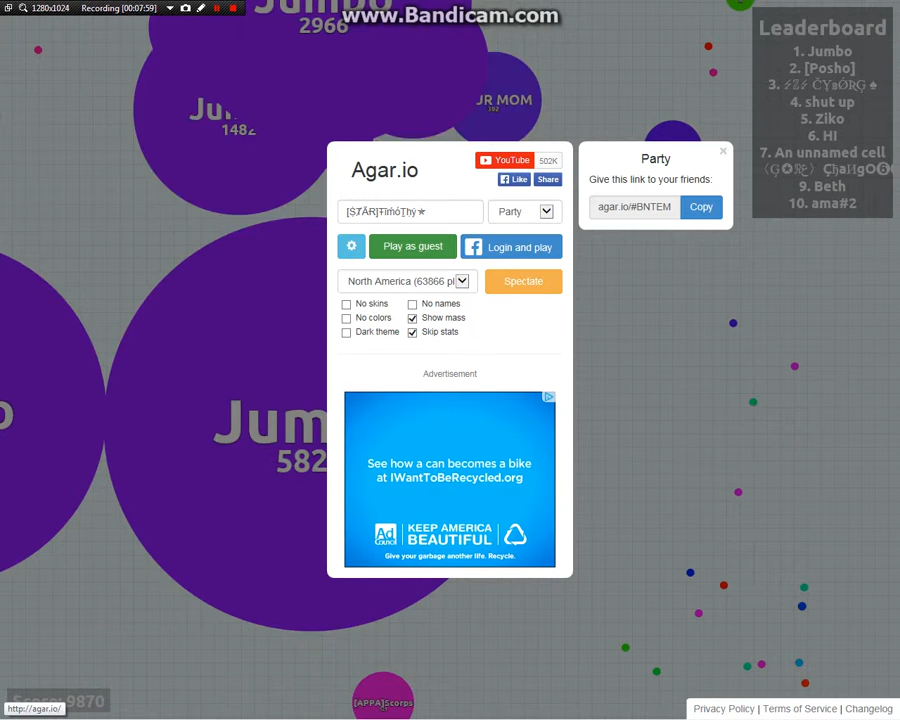 1280x1024 Recording [00:07:59]
www.Bandicam.com
Jumbo
2966
1482
JR MOM
182
Leaderboard
1. Jumbo
2. [Posho]
4. shut up
5. Ziko
6. HI
7. An unnamed cell
9. Beth
10. ama#2
Agar.io
YouTube 502K
Like Share
Party
Play as guest
Login and play
North America (63866 pl
Spectate
No skins
No names
No colors
Show mass
Dark theme
Skip stats
Advertisement
See how a can becomes a bike
at IWantToBeRecycled.org
Ad
COUNCIL
KEEP AMERICA
BEAUTIFUL
Give your garbage another life. Recycle.
Party
×
Give this link to your friends:
agar.io/#BNTEM
Copy
Jum
582
[APPA]Scorps
Score: 9870
http://agar.io/
Privacy Policy | Terms of Service | Changelog